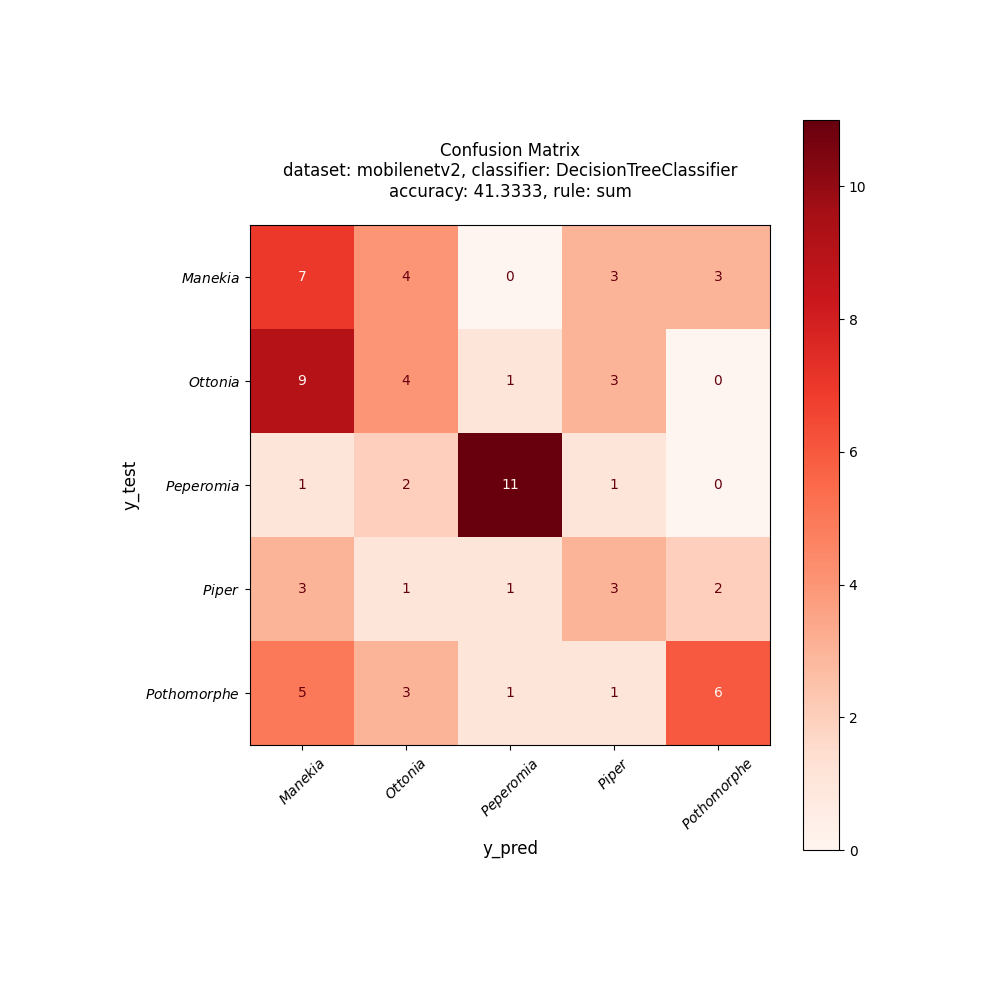 Confusion Matrix
dataset: mobilenetv2, classifier: DecisionTreeClassifier
accuracy: 41.3333, rule: sum
Manekia 7 4 0 3 3
Ottonia 9 4 1 3 0
Peperomia 1 2 11 1 0
Piper 3 1 1 3 2
Pothomorphe 5 3 1 1 6
Manekia Ottonia Peperomia Piper Pothomorphe
y_test
y_pred
10
8
6
4
2
0